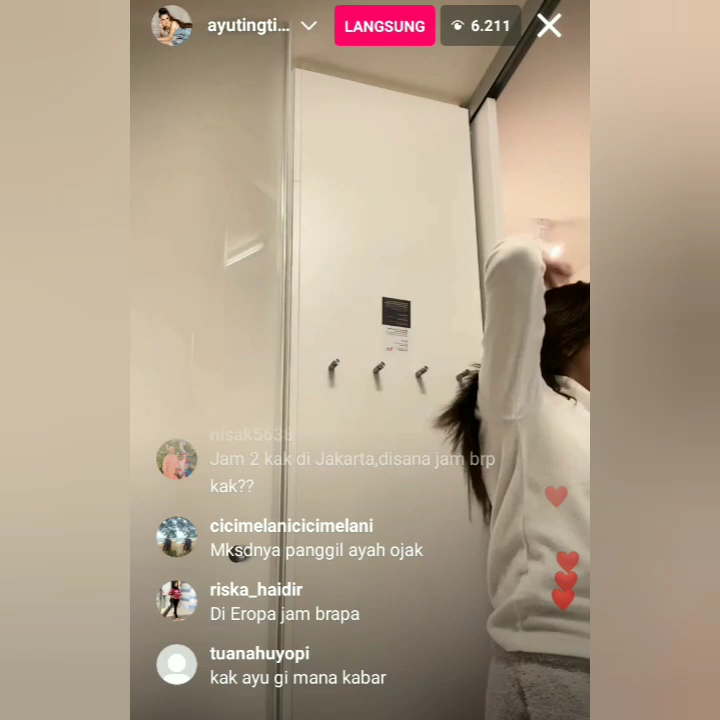 ayutingti...
LANGSUNG
6.211
nisak5638
Jam 2 kak di Jakarta,disana jam brp
kak??
cicimelanicicimelani
Mksdnya panggil ayah ojak
riska_haidir
Di Eropa jam brapa
tuanahuyopi
kak ayu gi mana kabar